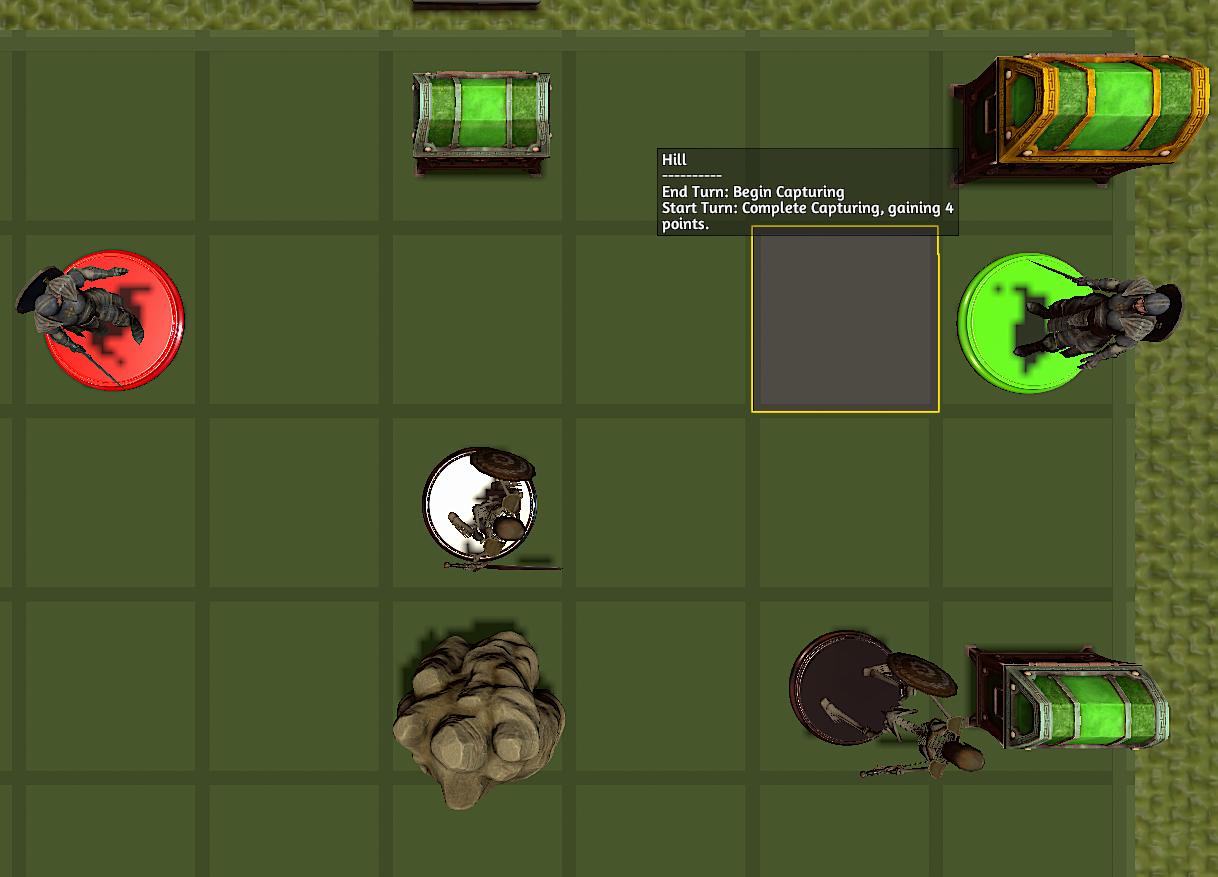 Hill
----------
End Turn: Begin Capturing
Start Turn: Complete Capturing, gaining 4
points.